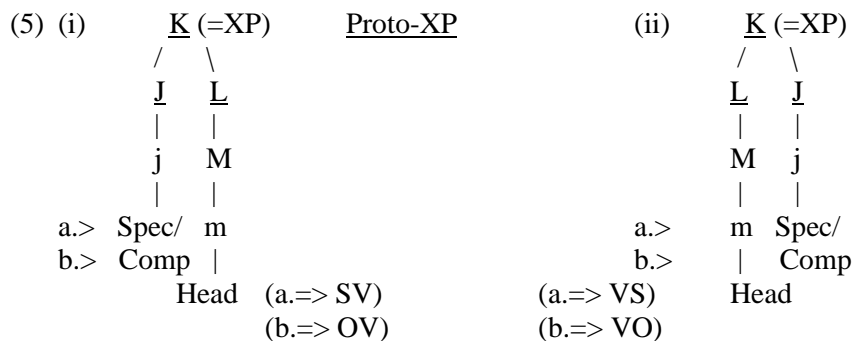 (5) (i) K (=XP) Proto-XP (ii) K (=XP)
/ \ / \
J L L J
| | | |
j M M j
| | | |
a.> Spec/ m a.> m Spec/
b.> Comp | b.> | Comp
Head (a.=> SV) (a.=> VS) Head
(b.=> OV) (b.=> VO)